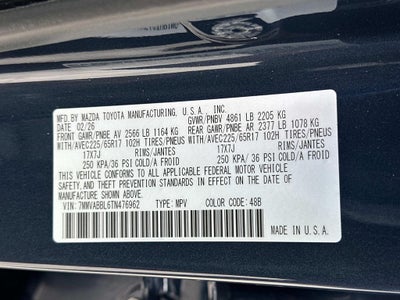 MFD. BY MAZDA TOYOTA MANUFACTURING, U.S.A., INC.
DATE: 02/26 GVWR/PNBV 4861 LB 2205 KG
FRONT GAWR/PNBE AV 2566 LB 1164 KG REAR GAWR/PNBE AR 2377 LB 1078 KG
WITH/AVEC225/65R17 102H TIRES/PNEUS WITH/AVEC225/65R17 102H TIRES/PNEUS
17X7J RIMS/JANTES 17X7J RIMS/JANTES
250 KPA/36 PSI COLD/A FROID 250 KPA/ 36 PSI COLD/A FROID
THIS VEHICLE CONFORMS TO ALL APPLICABLE FEDERAL MOTOR VEHICLE
SAFETY AND THEFT PREVENTION STANDARDS IN EFFECT ON THE DATE OF
MANUFACTURE SHOWN ABOVE.
VIN: 7MMVABBL6TN476962 TYPE: MPV COLOR CODE: 48B
MADE IN U.S.A.